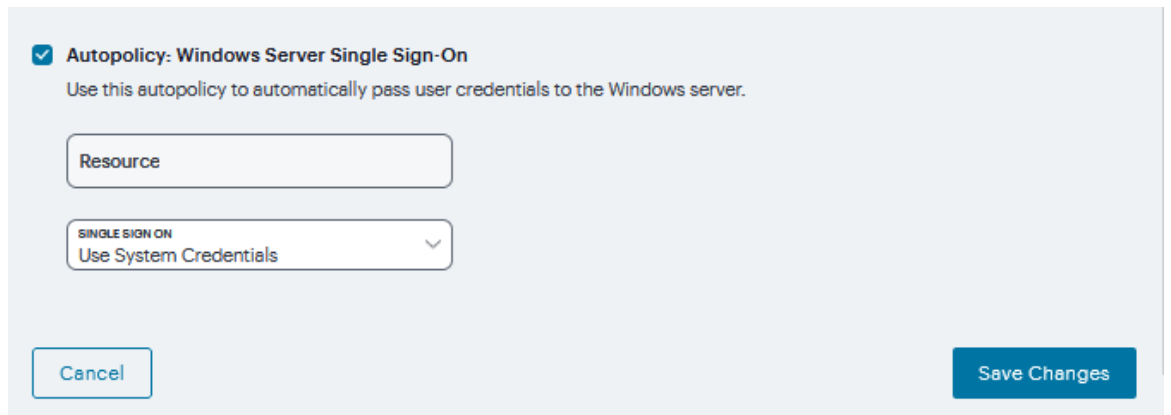 Autopolicy: Windows Server Single Sign-On
Use this autopolicy to automatically pass user credentials to the Windows server.
Resource
SINGLE SIGN ON
Use System Credentials
Cancel
Save Changes